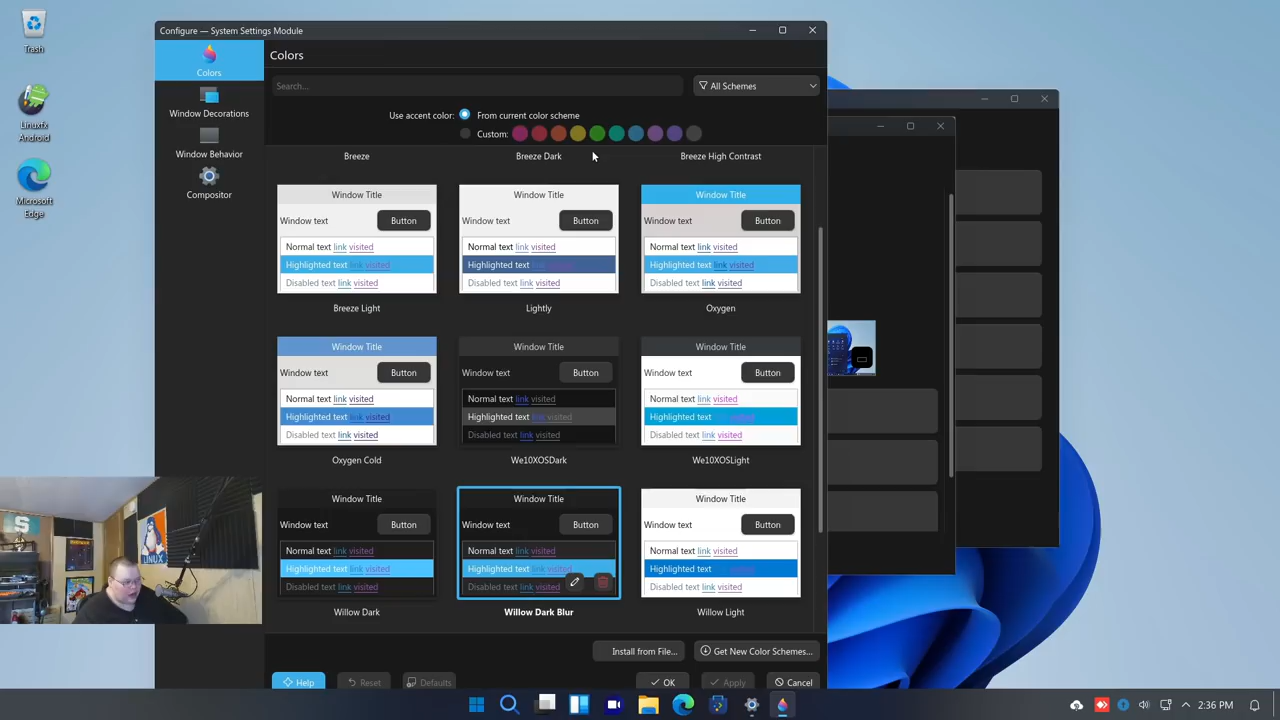 Trash
Linuxfx
Android
Microsoft
Edge
Configure — System Settings Module
Colors
Window Decorations
Window Behavior
Compositor
Colors
Search...
All Schemes
Use accent color:
From current color scheme
Custom:
Breeze
Breeze Dark
Breeze High Contrast
Window Title
Window text
Button
Normal text link visited
Highlighted text link visited
Disabled text link visited
Breeze Light
Window Title
Window text
Button
Normal text link visited
Highlighted text link visited
Disabled text link visited
Lightly
Window Title
Window text
Button
Normal text link visited
Highlighted text link visited
Disabled text link visited
Oxygen
Window Title
Window text
Button
Normal text link visited
Highlighted text link visited
Disabled text link visited
Oxygen Cold
Window Title
Window text
Button
Normal text link visited
Highlighted text link visited
Disabled text link visited
We10XOSDark
Window Title
Window text
Button
Normal text link visited
Highlighted text link visited
Disabled text link visited
We10XOSLight
Window Title
Window text
Button
Normal text link visited
Highlighted text link visited
Disabled text link visited
Willow Dark
Window Title
Window text
Button
Normal text link visited
Highlighted text link visited
Disabled text link visited
Willow Dark Blur
Window Title
Window text
Button
Normal text link visited
Highlighted text link visited
Disabled text link visited
Willow Light
Install from File...
Get New Color Schemes...
Help
Reset
Defaults
OK
Apply
Cancel
LINUX
2:36 PM